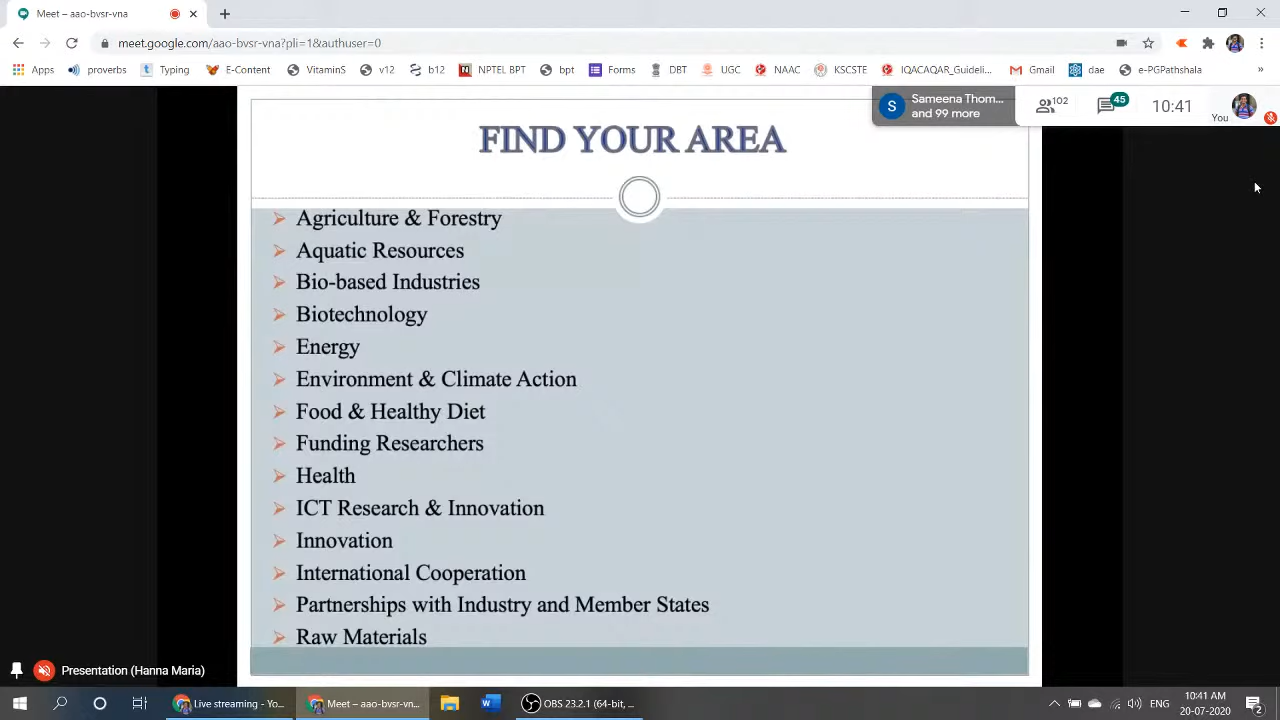 Meet – aao-bvsr-vna
meet.google.com/aao-bvsr-vna?pli=1&authuser=0
Apps proverbs Typing E-Content VitaminS v12 b12 NPTEL BPT bpt Forms DBT UGC NAAC KSCSTE IQACAQAR_Guideli... Gmail dae e-PGPathshala »
S Sameena Thom... and 99 more
102 45 10:41 You
FIND YOUR AREA
Agriculture & Forestry
Aquatic Resources
Bio-based Industries
Biotechnology
Energy
Environment & Climate Action
Food & Healthy Diet
Funding Researchers
Health
ICT Research & Innovation
Innovation
International Cooperation
Partnerships with Industry and Member States
Raw Materials
Presentation (Hanna Maria)
Live streaming - Yo... Meet - aao-bvsr-vn... W OBS 23.2.1 (64-bit, ... ENG 10:41 AM
20-07-2020 2